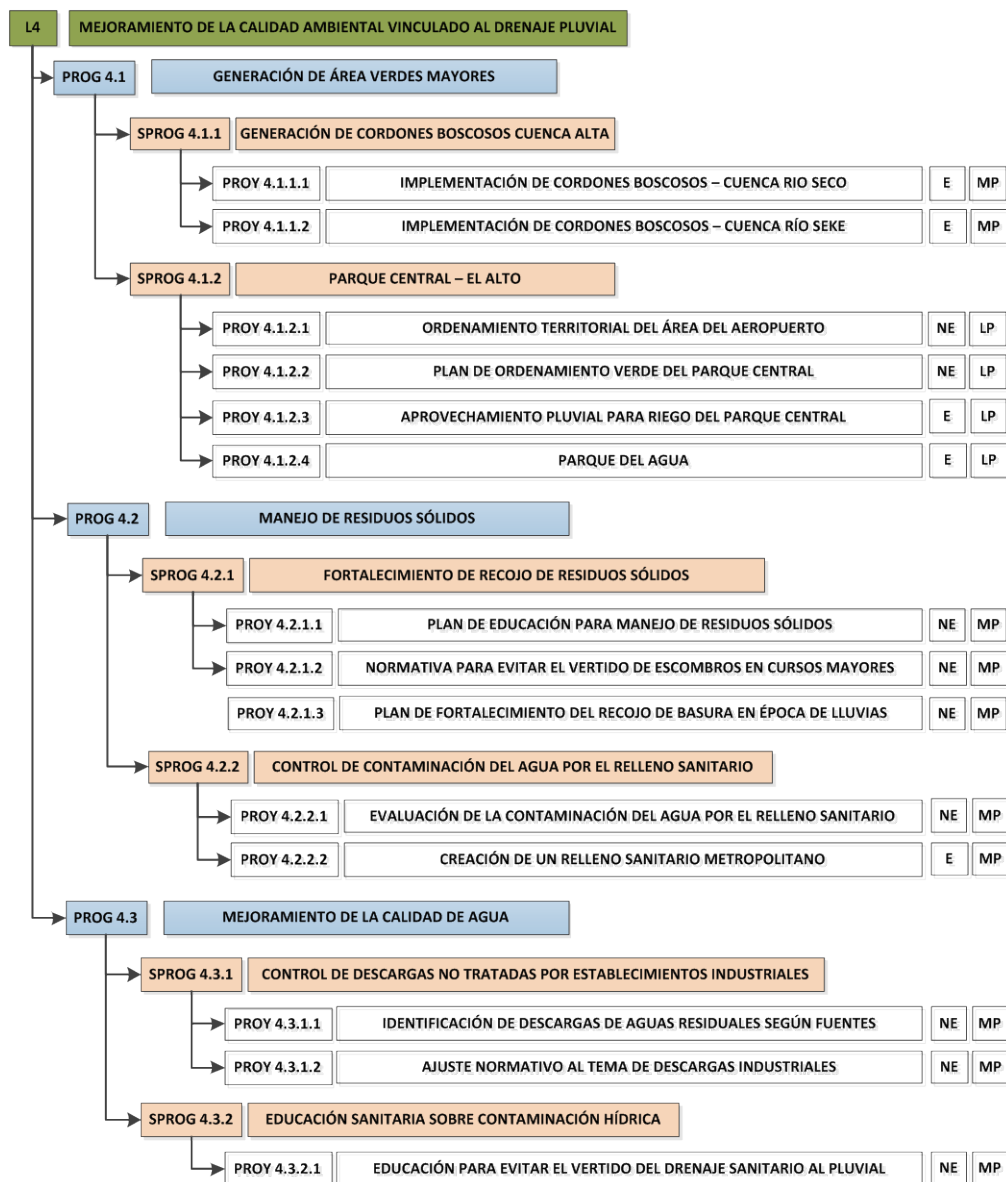 L4 MEJORAMIENTO DE LA CALIDAD AMBIENTAL VINCULADO AL DRENAJE PLUVIAL
PROG 4.1 GENERACIÓN DE ÁREA VERDES MAYORES
SPROG 4.1.1 GENERACIÓN DE CORDONES BOSCOSOS CUENCA ALTA
PROY 4.1.1.1 IMPLEMENTACIÓN DE CORDONES BOSCOSOS – CUENCA RIO SECO E MP
PROY 4.1.1.2 IMPLEMENTACIÓN DE CORDONES BOSCOSOS – CUENCA RÍO SEKE E MP
SPROG 4.1.2 PARQUE CENTRAL – EL ALTO
PROY 4.1.2.1 ORDENAMIENTO TERRITORIAL DEL ÁREA DEL AEROPUERTO NE LP
PROY 4.1.2.2 PLAN DE ORDENAMIENTO VERDE DEL PARQUE CENTRAL NE LP
PROY 4.1.2.3 APROVECHAMIENTO PLUVIAL PARA RIEGO DEL PARQUE CENTRAL E LP
PROY 4.1.2.4 PARQUE DEL AGUA E LP
PROG 4.2 MANEJO DE RESIDUOS SÓLIDOS
SPROG 4.2.1 FORTALECIMIENTO DE RECOJO DE RESIDUOS SÓLIDOS
PROY 4.2.1.1 PLAN DE EDUCACIÓN PARA MANEJO DE RESIDUOS SÓLIDOS NE MP
PROY 4.2.1.2 NORMATIVA PARA EVITAR EL VERTIDO DE ESCOMBROS EN CURSOS MAYORES NE MP
PROY 4.2.1.3 PLAN DE FORTALECIMIENTO DEL RECOJO DE BASURA EN ÉPOCA DE LLUVIAS NE MP
SPROG 4.2.2 CONTROL DE CONTAMINACIÓN DEL AGUA POR EL RELLENO SANITARIO
PROY 4.2.2.1 EVALUACIÓN DE LA CONTAMINACIÓN DEL AGUA POR EL RELLENO SANITARIO NE MP
PROY 4.2.2.2 CREACIÓN DE UN RELLENO SANITARIO METROPOLITANO E MP
PROG 4.3 MEJORAMIENTO DE LA CALIDAD DE AGUA
SPROG 4.3.1 CONTROL DE DESCARGAS NO TRATADAS POR ESTABLECIMIENTOS INDUSTRIALES
PROY 4.3.1.1 IDENTIFICACIÓN DE DESCARGAS DE AGUAS RESIDUALES SEGÚN FUENTES NE MP
PROY 4.3.1.2 AJUSTE NORMATIVO AL TEMA DE DESCARGAS INDUSTRIALES NE MP
SPROG 4.3.2 EDUCACIÓN SANITARIA SOBRE CONTAMINACIÓN HÍDRICA
PROY 4.3.2.1 EDUCACIÓN PARA EVITAR EL VERTIDO DEL DRENAJE SANITARIO AL PLUVIAL NE MP